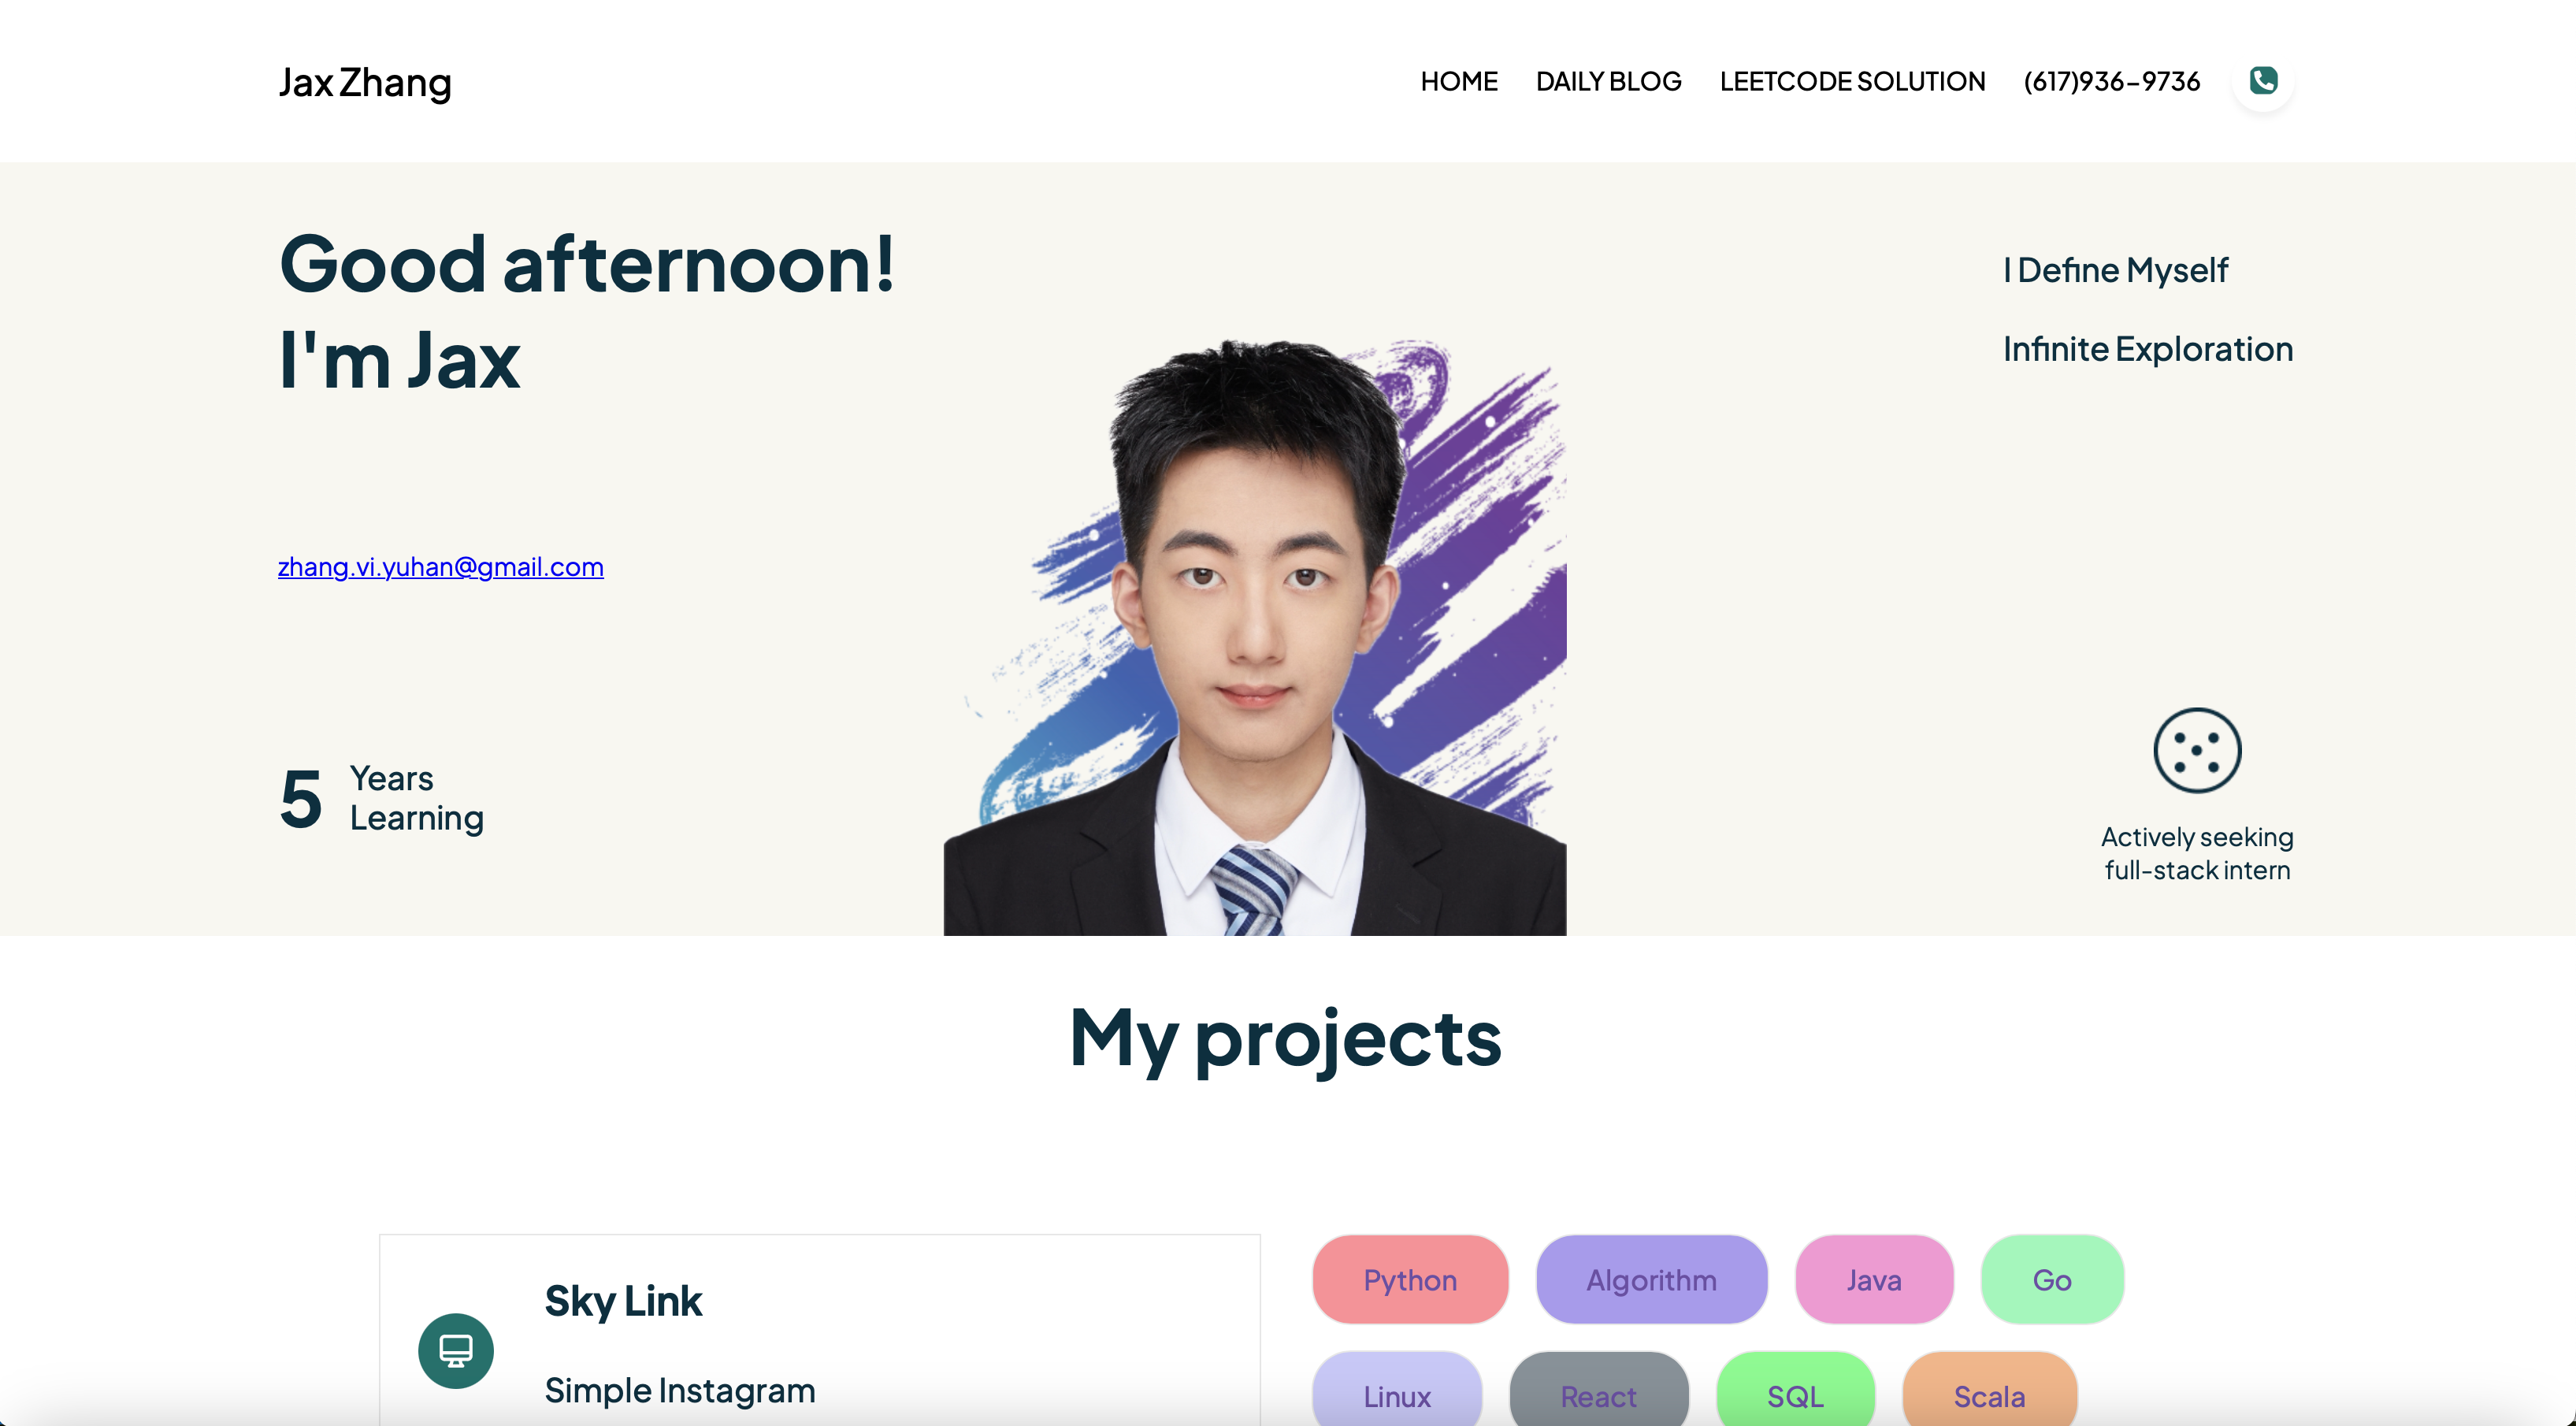 Jax Zhang
HOME
DAILY BLOG
LEETCODE SOLUTION
(617)936-9736
Good afternoon!
I'm Jax
I Define Myself
Infinite Exploration
zhang.vi.yuhan@gmail.com
5
Years
Learning
Actively seeking
full-stack intern
My projects
Sky Link
Simple Instagram
Python
Algorithm
Java
Go
Linux
React
SQL
Scala